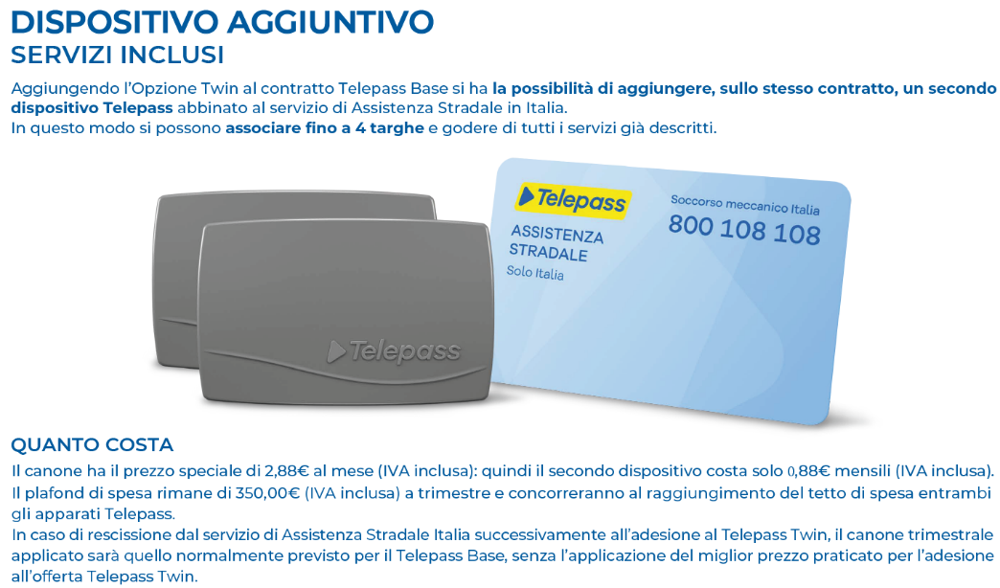 DISPOSITIVO AGGIUNTIVO
SERVIZI INCLUSI
Aggiungendo l'Opzione Twin al contratto Telepass Base si ha la possibilità di aggiungere, sullo stesso contratto, un secondo
dispositivo Telepass abbinato al servizio di Assistenza Stradale in Italia.
In questo modo si possono associare fino a 4 targhe e godere di tutti i servizi già descritti.
Telepass
Telepass
ASSISTENZA
STRADALE
Solo Italia
Soccorso meccanico Italia
800 108 108
QUANTO COSTA
Il canone ha il prezzo speciale di 2,88€ al mese (IVA inclusa): quindi il secondo dispositivo costa solo 0,88€ mensili (IVA inclusa).
Il plafond di spesa rimane di 350,00€ (IVA inclusa) a trimestre e concorreranno al raggiungimento del tetto di spesa entrambi
gli apparati Telepass.
In caso di rescissione dal servizio di Assistenza Stradale Italia successivamente all'adesione al Telepass Twin, il canone trimestrale
applicato sarà quello normalmente previsto per il Telepass Base, senza l'applicazione del miglior prezzo praticato per l'adesione
all'offerta Telepass Twin.